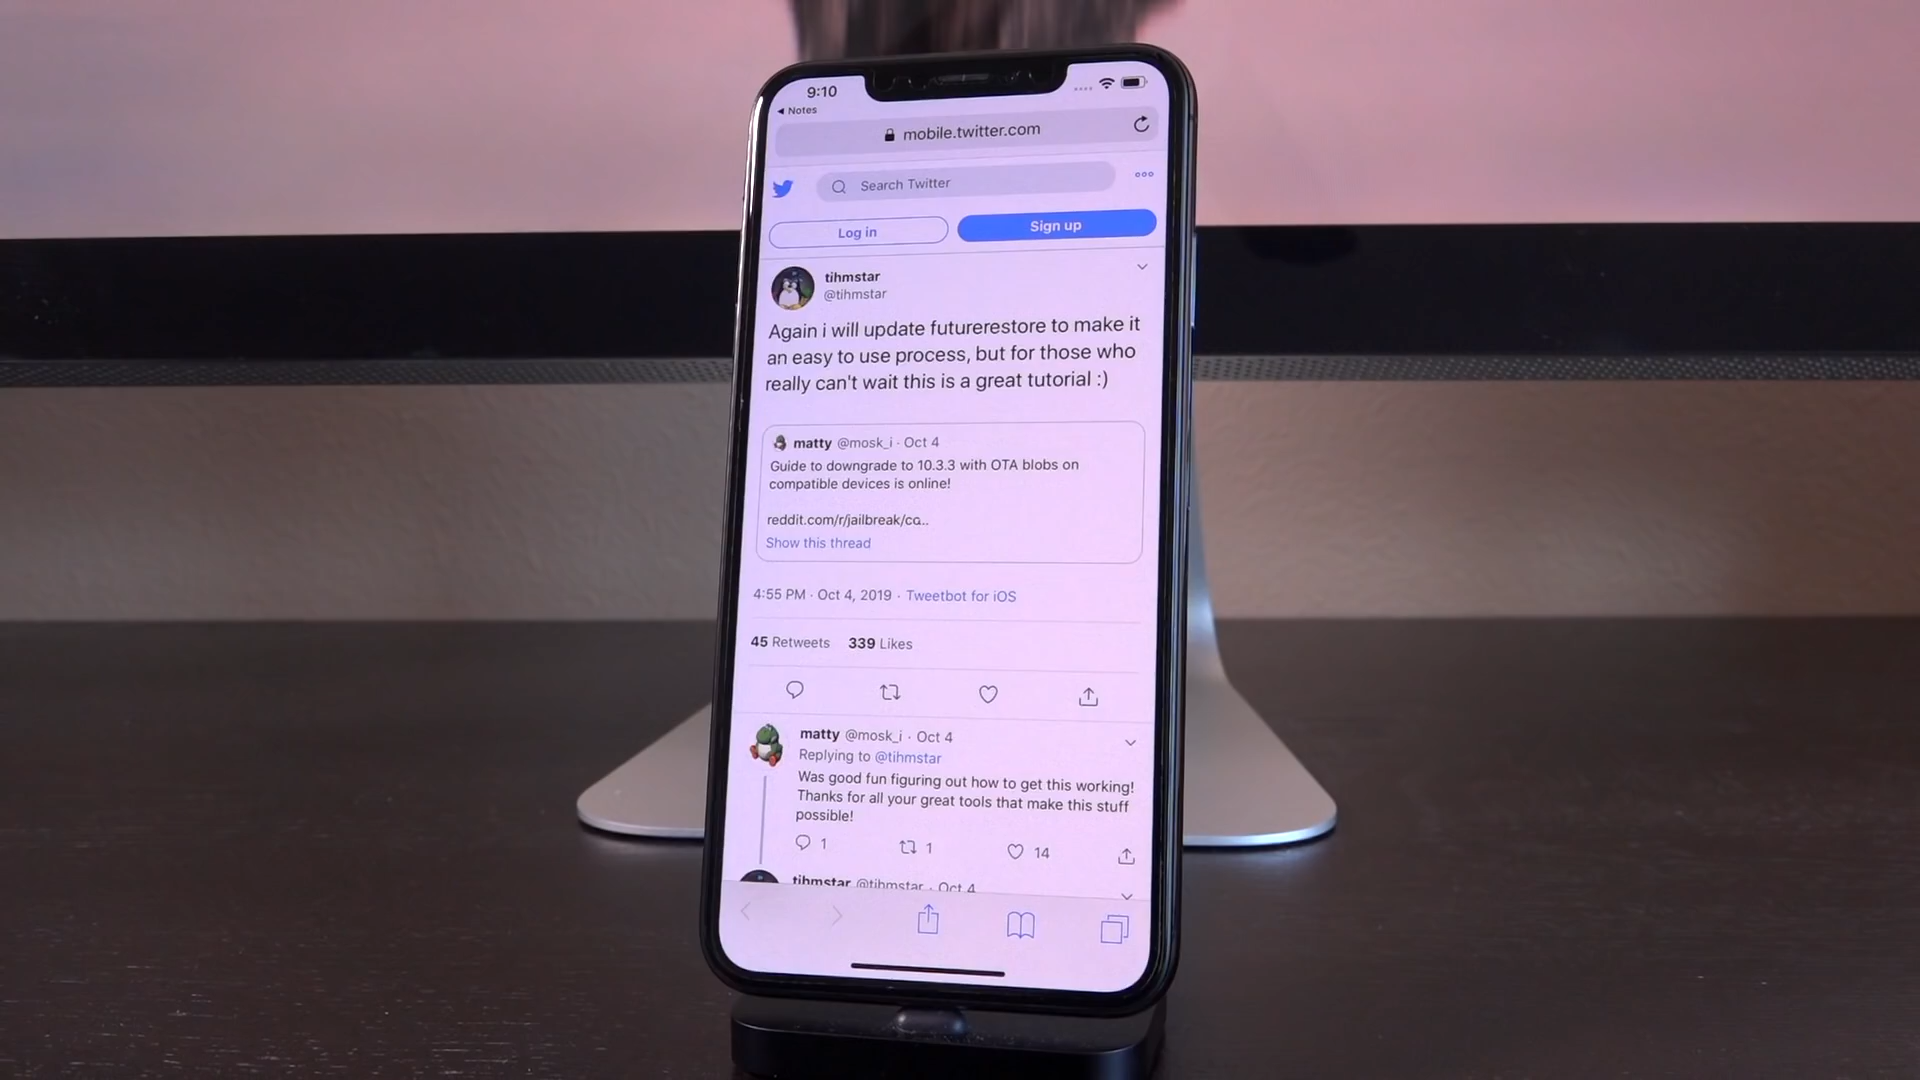 9:10
◀ Notes
mobile.twitter.com
Search Twitter
Log in
Sign up
tihmstar
@tihmstar
Again i will update futurerestore to make it
an easy to use process, but for those who
really can't wait this is a great tutorial :)
matty @mosk_i · Oct 4
Guide to downgrade to 10.3.3 with OTA blobs on
compatible devices is online!
reddit.com/r/jailbreak/co…
Show this thread
4:55 PM · Oct 4, 2019 · Tweetbot for iOS
45 Retweets 339 Likes
matty @mosk_i · Oct 4
Replying to @tihmstar
Was good fun figuring out how to get this working!
Thanks for all your great tools that make this stuff
possible!
1 1 14
tihmstar @tihmstar · Oct 4